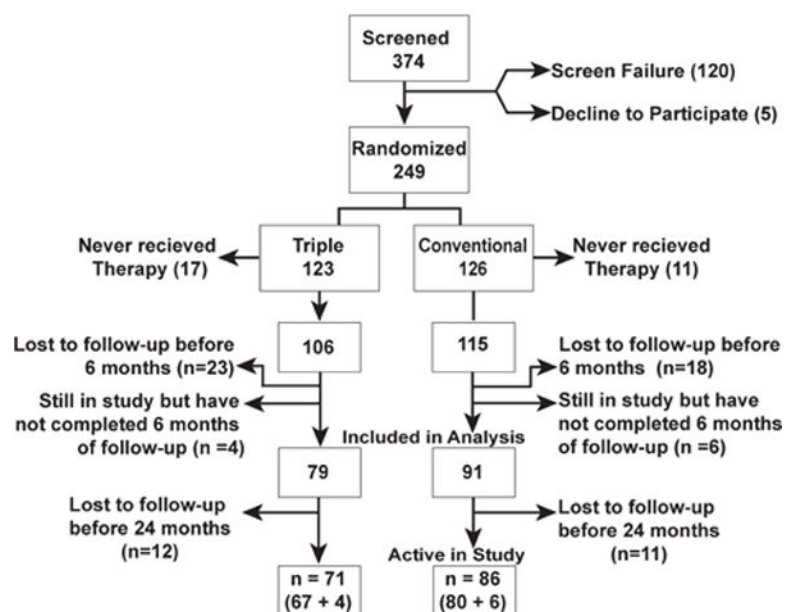 Screened
374
Screen Failure (120)
Decline to Participate (5)
Randomized
249
Never recieved
Therapy (17)
Triple
123
Conventional
126
Never recieved
Therapy (11)
106
115
Lost to follow-up before
6 months (n=23)
Lost to follow-up before
6 months (n=18)
Still in study but have
not completed 6 months
of follow-up (n =4)
Still in study but have
not completed 6 months
of follow-up (n =6)
Included in Analysis
79
91
Lost to follow-up
before 24 months
(n=12)
Lost to follow-up
before 24 months
(n=11)
Active in Study
n = 71
(67 + 4)
n = 86
(80 + 6)